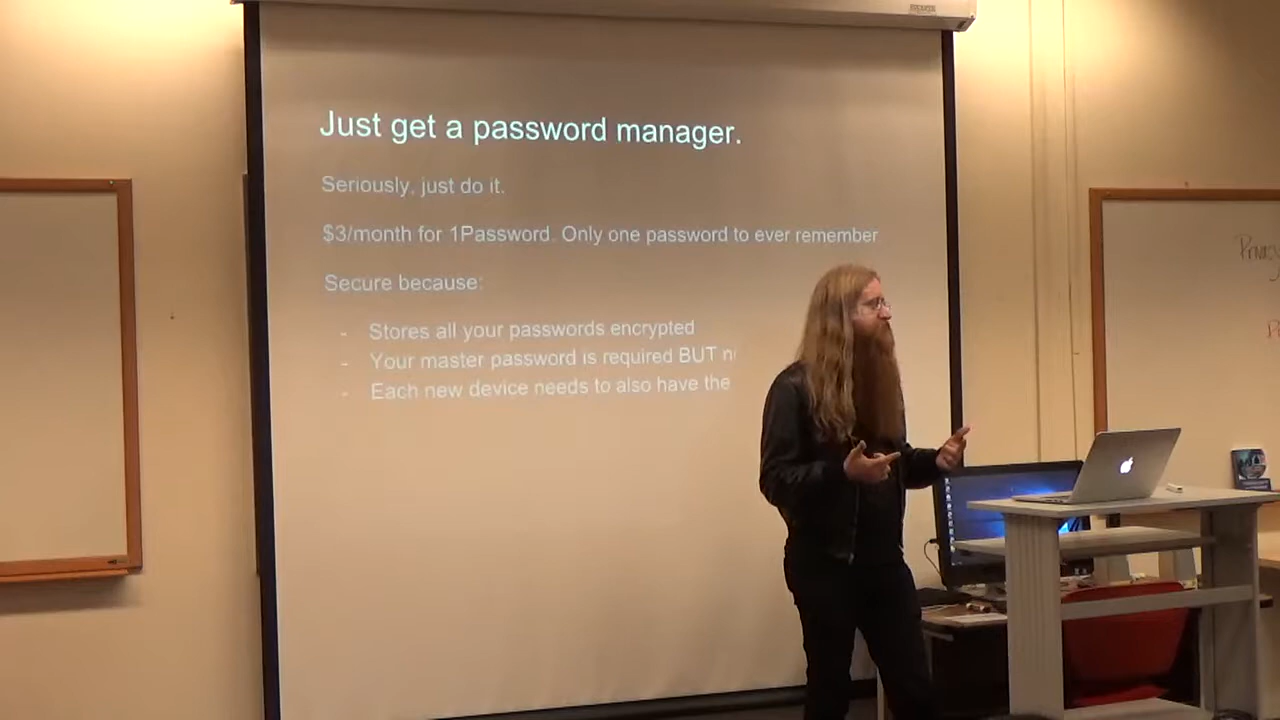 Just get a password manager.
Seriously, just do it.
$3/month for 1Password. Only one password to ever remember
Secure because:
- Stores all your passwords encrypted
- Your master password is required BUT
- Each new device needs to also have the
Privacy